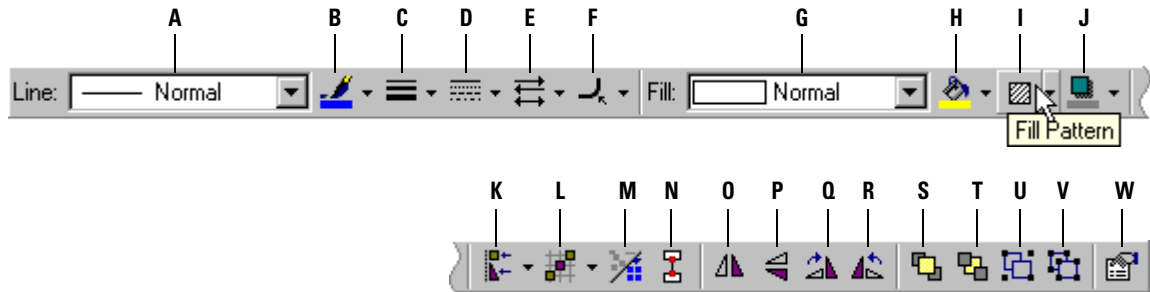 A B C D E F G H I J
Line: Normal Fill: Normal
Fill Pattern
K L M N O P Q R S T U V W